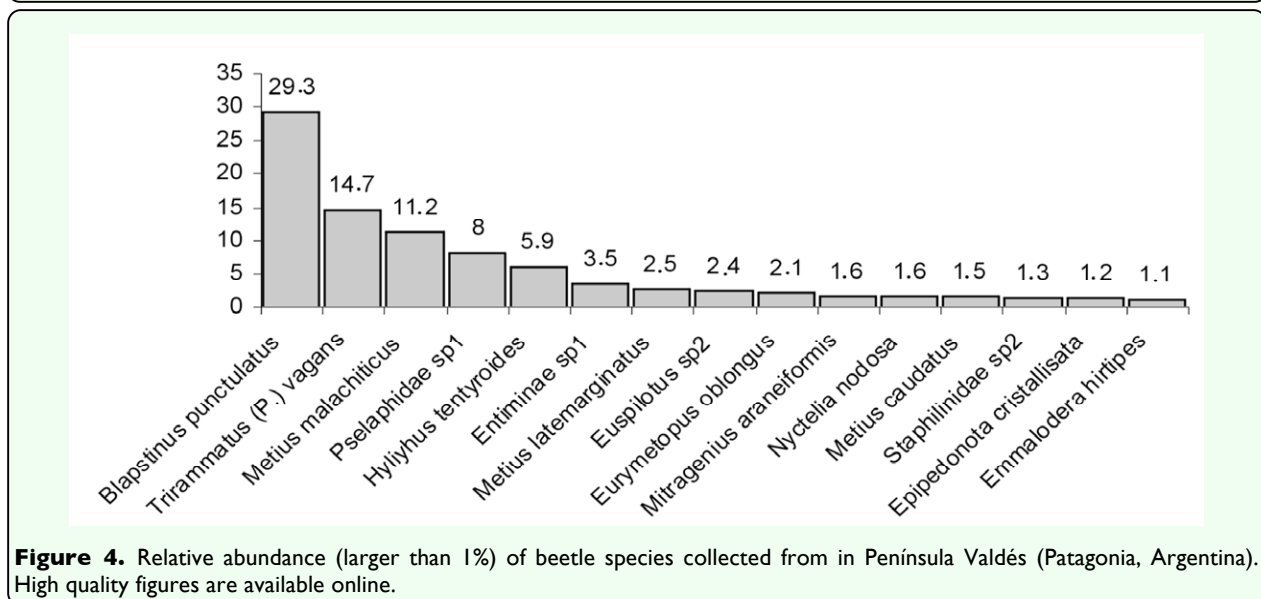 35
30
25
20
15
10
5
0
29.3
14.7
11.2
8
5.9
3.5
2.5
2.4
2.1
1.6
1.6
1.5
1.3
1.2
1.1
Blapstinus punctulatus
Trirammatus (P.) vagans
Metius malachiticus
Pselaphidae sp1
Hyliyhus tentyroides
Entiminae sp1
Metius latemarginatus
Euspilotus sp2
Eurymetopus oblongus
Mitragenius araneiformis
Nyctelia nodosa
Metius caudatus
Staphilinidae sp2
Epipedonota cristallisata
Emmalodera hirtipes
Figure 4. Relative abundance (larger than 1%) of beetle species collected from in Península Valdés (Patagonia, Argentina).
High quality figures are available online.